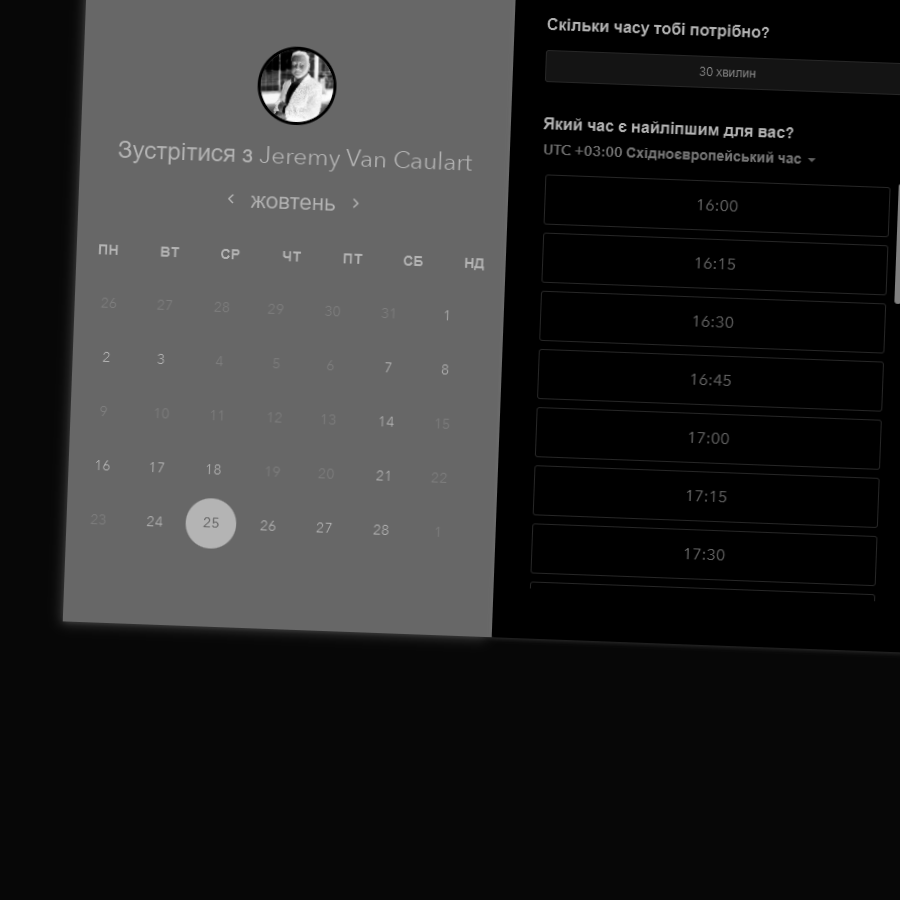 Зустрітися з Jeremy Van Caulart
жовтень
ПН ВТ СР ЧТ ПТ СБ НД
26 27 28 29 30 31 1
2 3 4 5 6 7 8
9 10 11 12 13 14 15
16 17 18 19 20 21 22
23 24 25 26 27 28 1
Скільки часу тобі потрібно?
30 хвилин
Який час є найліпшим для вас?
UTC +03:00 Східноєвропейський час
16:00
16:15
16:30
16:45
17:00
17:15
17:30